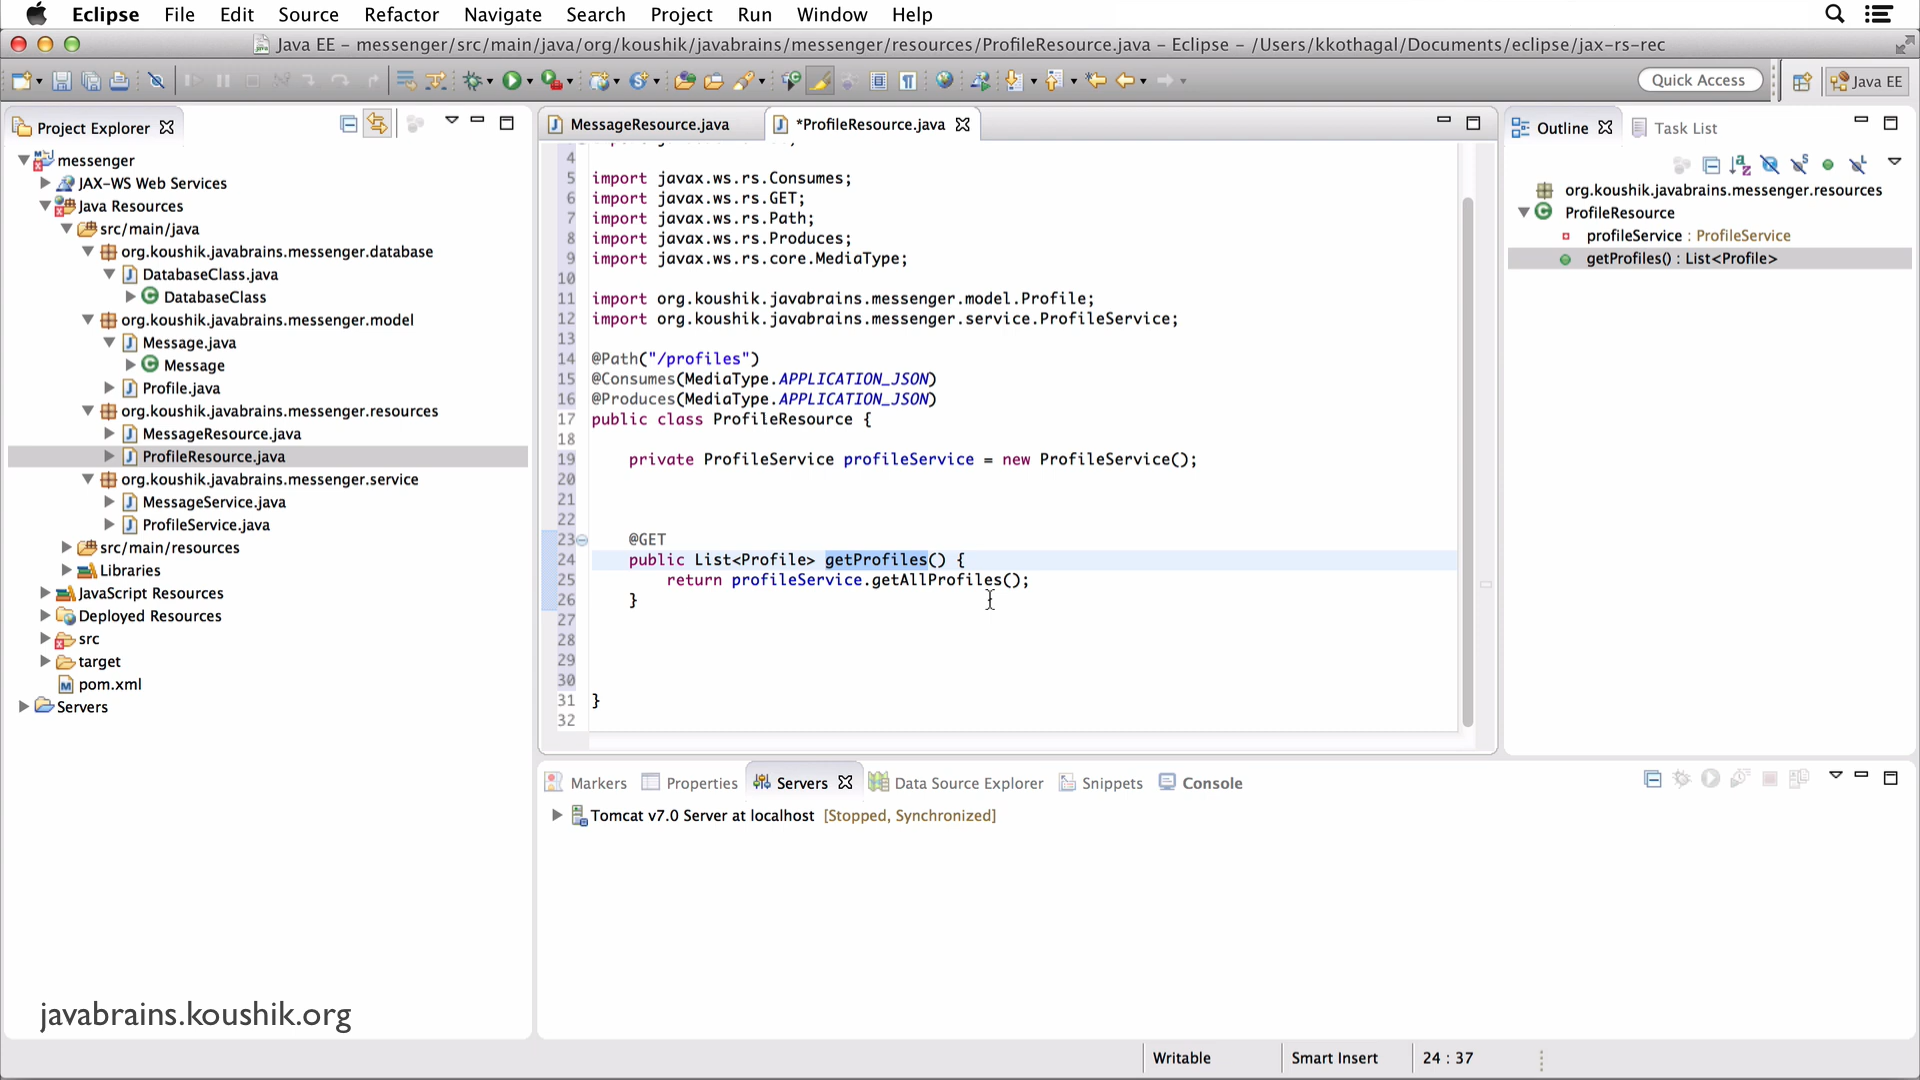 Eclipse File Edit Source Refactor Navigate Search Project Run Window Help
Java EE – messenger/src/main/java/org/koushik/javabrains/messenger/resources/ProfileResource.java – Eclipse – /Users/kkothagal/Documents/eclipse/jax-rs-rec
Quick Access
Java EE
Project Explorer
messenger
JAX-WS Web Services
Java Resources
src/main/java
org.koushik.javabrains.messenger.database
DatabaseClass.java
DatabaseClass
org.koushik.javabrains.messenger.model
Message.java
Message
Profile.java
org.koushik.javabrains.messenger.resources
MessageResource.java
ProfileResource.java
org.koushik.javabrains.messenger.service
MessageService.java
ProfileService.java
src/main/resources
Libraries
JavaScript Resources
Deployed Resources
src
target
pom.xml
Servers
javabrains.koushik.org
MessageResource.java *ProfileResource.java
4
5 import javax.ws.rs.Consumes;
6 import javax.ws.rs.GET;
7 import javax.ws.rs.Path;
8 import javax.ws.rs.Produces;
9 import javax.ws.rs.core.MediaType;
10
11 import org.koushik.javabrains.messenger.model.Profile;
12 import org.koushik.javabrains.messenger.service.ProfileService;
13
14 @Path("/profiles")
15 @Consumes(MediaType.APPLICATION_JSON)
16 @Produces(MediaType.APPLICATION_JSON)
17 public class ProfileResource {
18
19 private ProfileService profileService = new ProfileService();
20
21
22
23 @GET
24 public List<Profile> getProfiles() {
25 return profileService.getAllProfiles();
26 }
27
28
29
30
31 }
32
Outline Task List
org.koushik.javabrains.messenger.resources
ProfileResource
profileService : ProfileService
getProfiles() : List<Profile>
Markers Properties Servers Data Source Explorer Snippets Console
Tomcat v7.0 Server at localhost [Stopped, Synchronized]
Writable Smart Insert 24 : 37